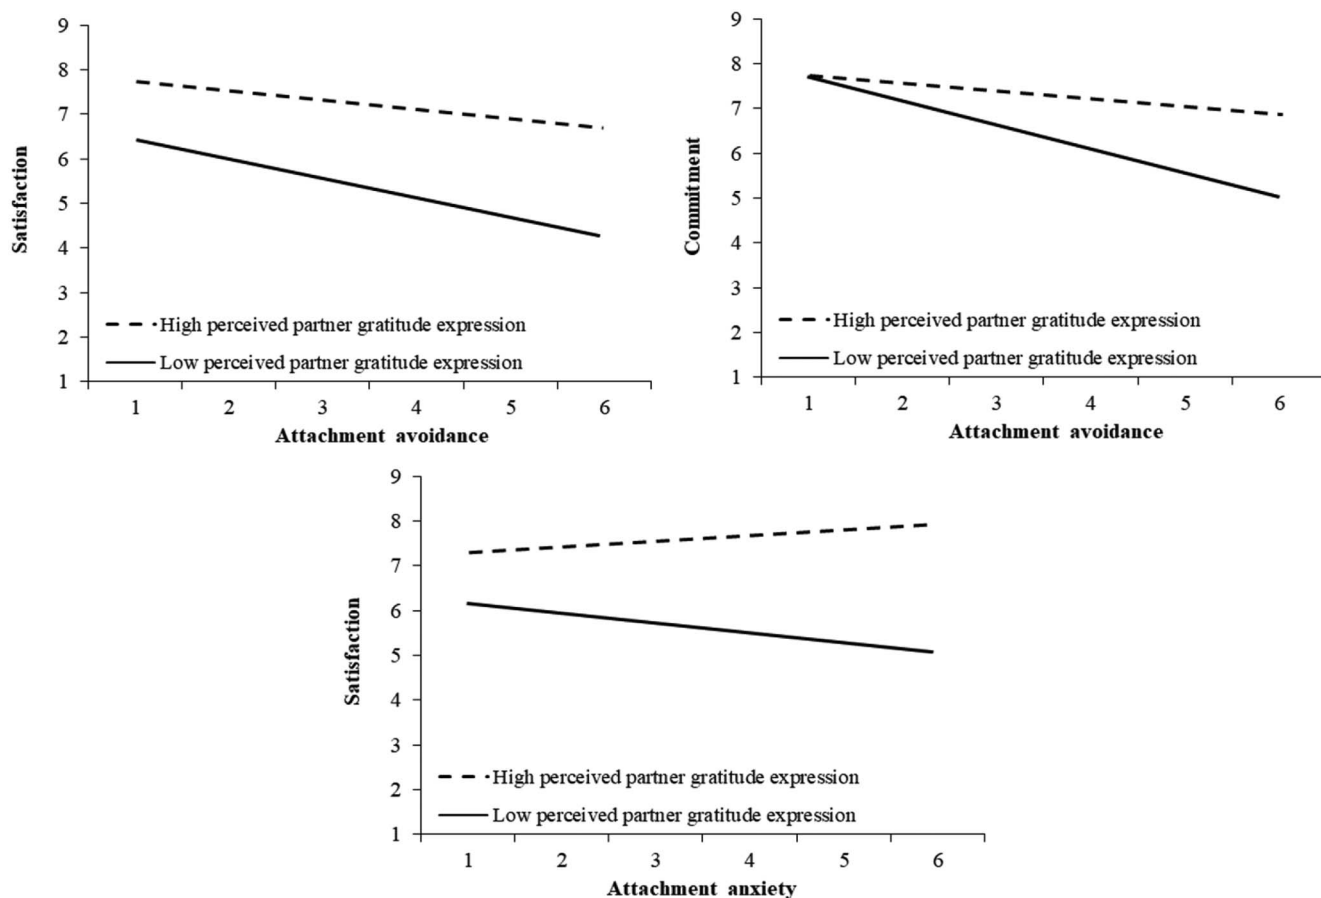 9
8
7
6
5
4
3
2
1
Satisfaction
High perceived partner gratitude expression
Low perceived partner gratitude expression
1 2 3 4 5 6
Attachment avoidance
9
8
7
6
5
4
3
2
1
Commitment
High perceived partner gratitude expression
Low perceived partner gratitude expression
1 2 3 4 5 6
Attachment avoidance
9
8
7
6
5
4
3
2
1
Satisfaction
High perceived partner gratitude expression
Low perceived partner gratitude expression
1 2 3 4 5 6
Attachment anxiety